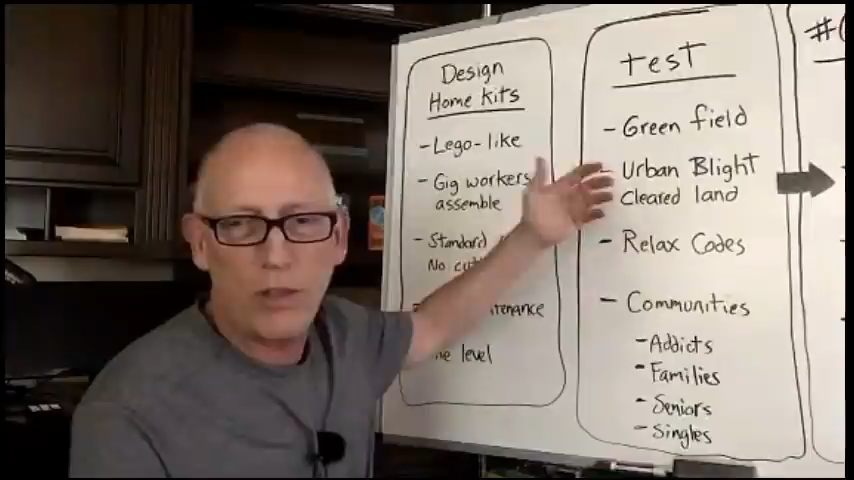 Design
Home Kits
- Lego-like
- Gig workers
assemble
- Standard
No
one level
test
- Green field
- Urban Blight
Cleared land
- Relax Codes
- Communities
- Addicts
- Families
- Seniors
- Singles
#